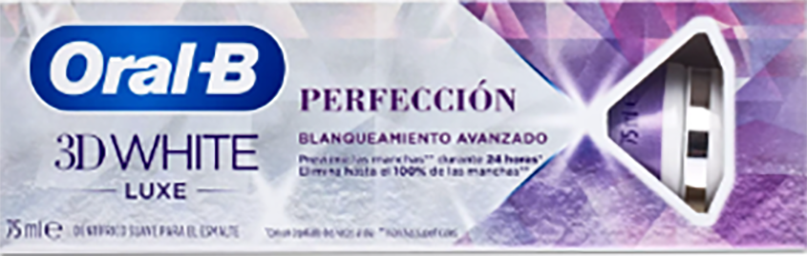 Oral-B
3D WHITE
LUXE
PERFECCIÓN
BLANQUEAMIENTO AVANZADO
Previene las manchas** durante 24 horas*
Elimina hasta el 100% de las manchas**
75 ml e DENTÍFRICO SUAVE PARA EL ESMALTE
75 ml